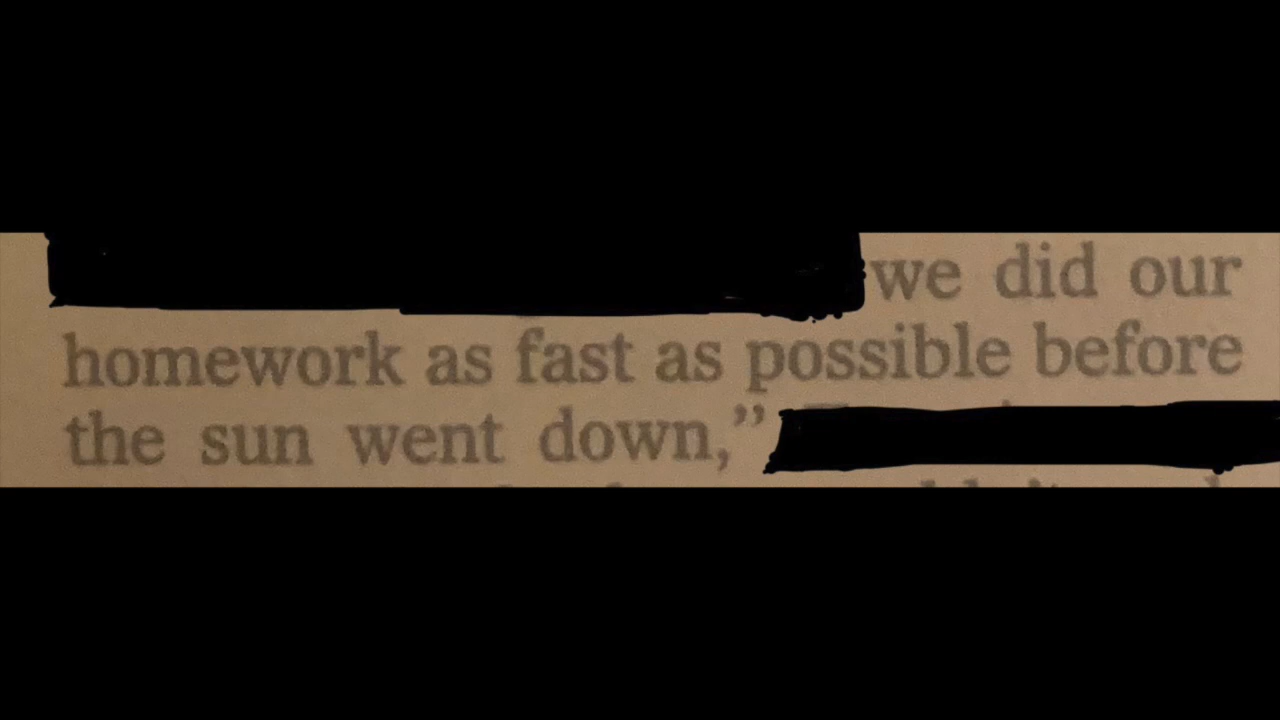 we did our
homework as fast as possible before
the sun went down,”